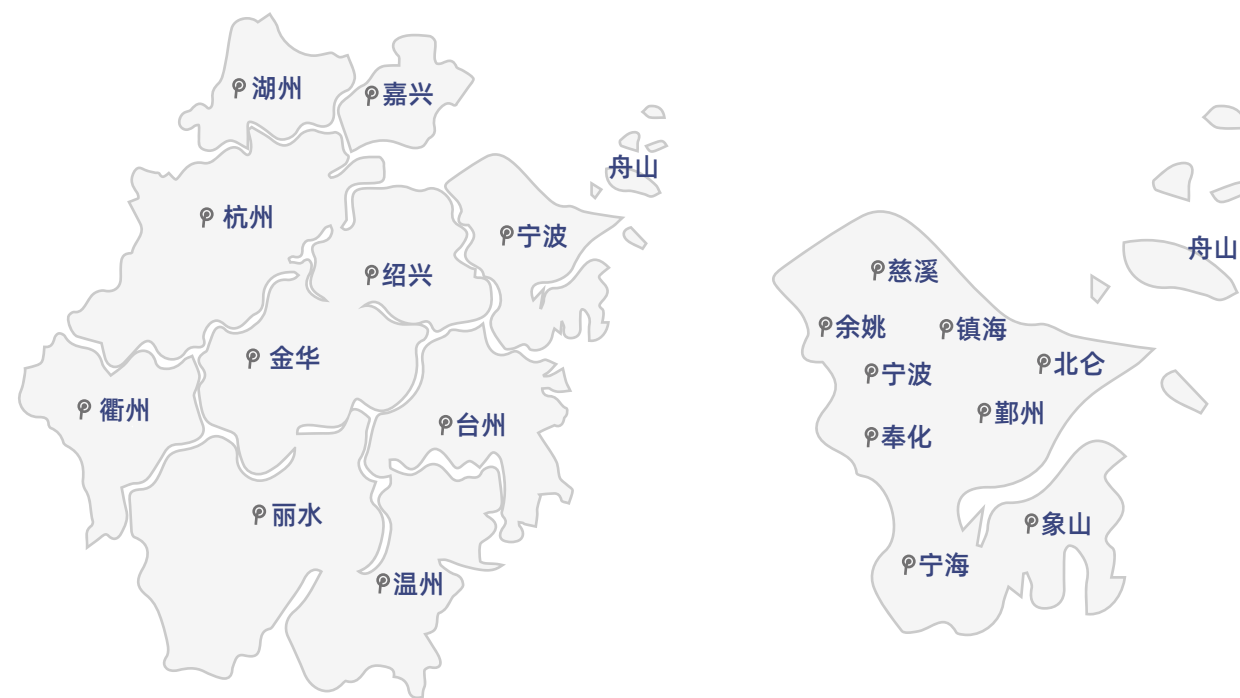 湖州
嘉兴
舟山
杭州
宁波
绍兴
金华
衢州
台州
丽水
温州
舟山
慈溪
余姚
镇海
宁波
北仑
鄞州
奉化
象山
宁海